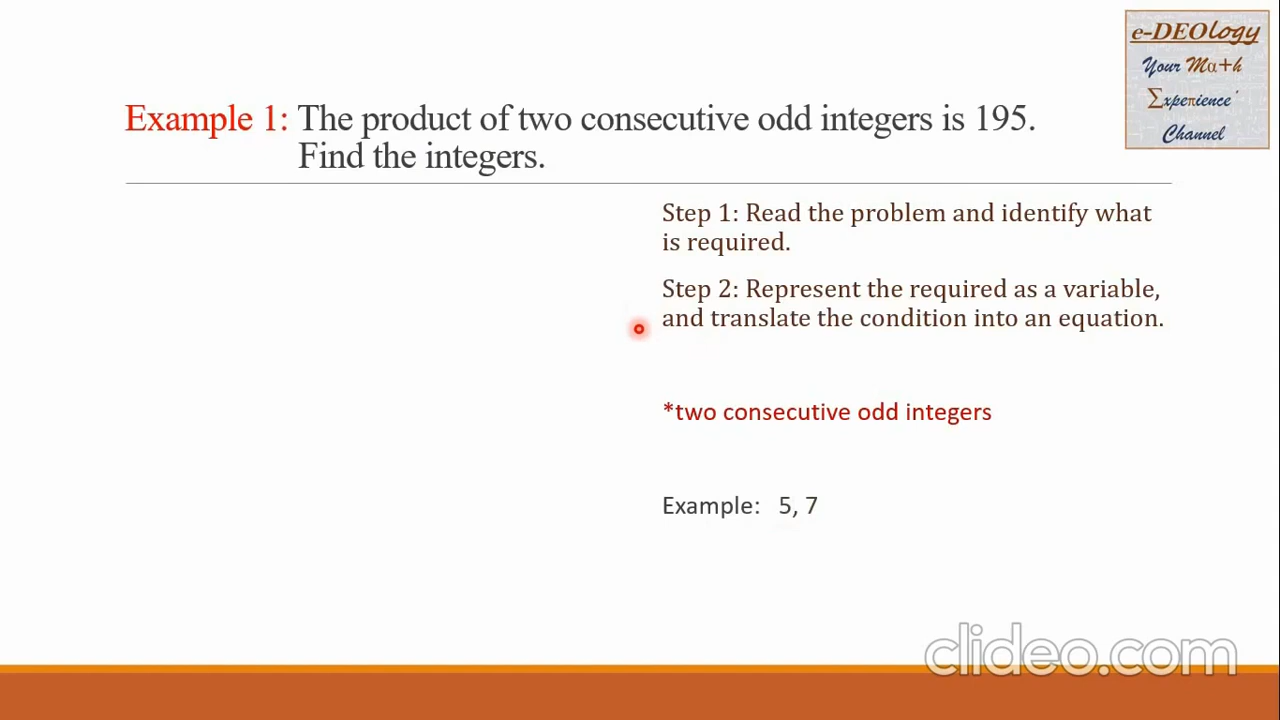 e-DEOlogy
Your Mα+h
Σxpeπience'
Channel
Example 1: The product of two consecutive odd integers is 195.
Find the integers.
Step 1: Read the problem and identify what
is required.
Step 2: Represent the required as a variable,
and translate the condition into an equation.
*two consecutive odd integers
Example: 5, 7
clideo.com